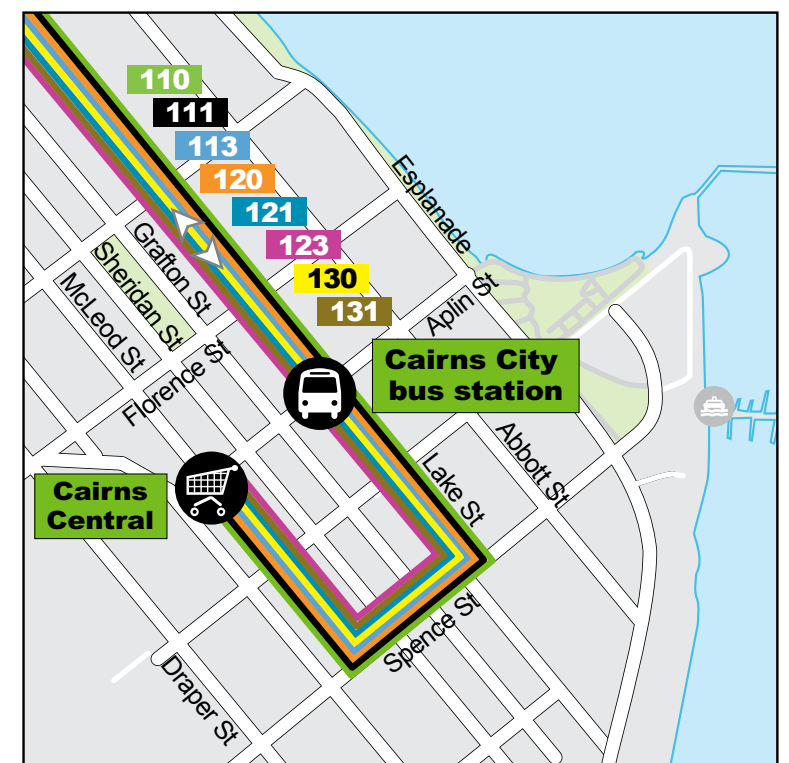 110
111
113
120
121
123
130
131
Esplanade
Aplin St
Grafton St
Sheridan St
McLeod St
Florence St
Cairns City
bus station
Abbott St
Lake St
Cairns
Central
Spence St
Draper St